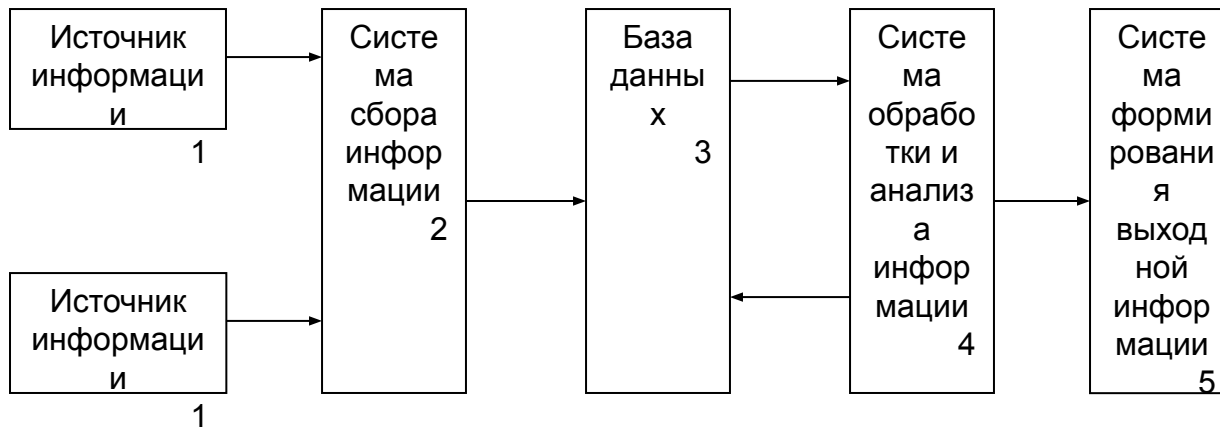 Источник
информаци
и
1
Источник
информаци
и
1
Систе
ма
сбора
инфор
мации
2
База
данны
х
3
Систе
ма
обрабо
тки и
анализ
а
инфор
мации
4
Систе
ма
форми
ровани
я
выход
ной
инфор
мации
5